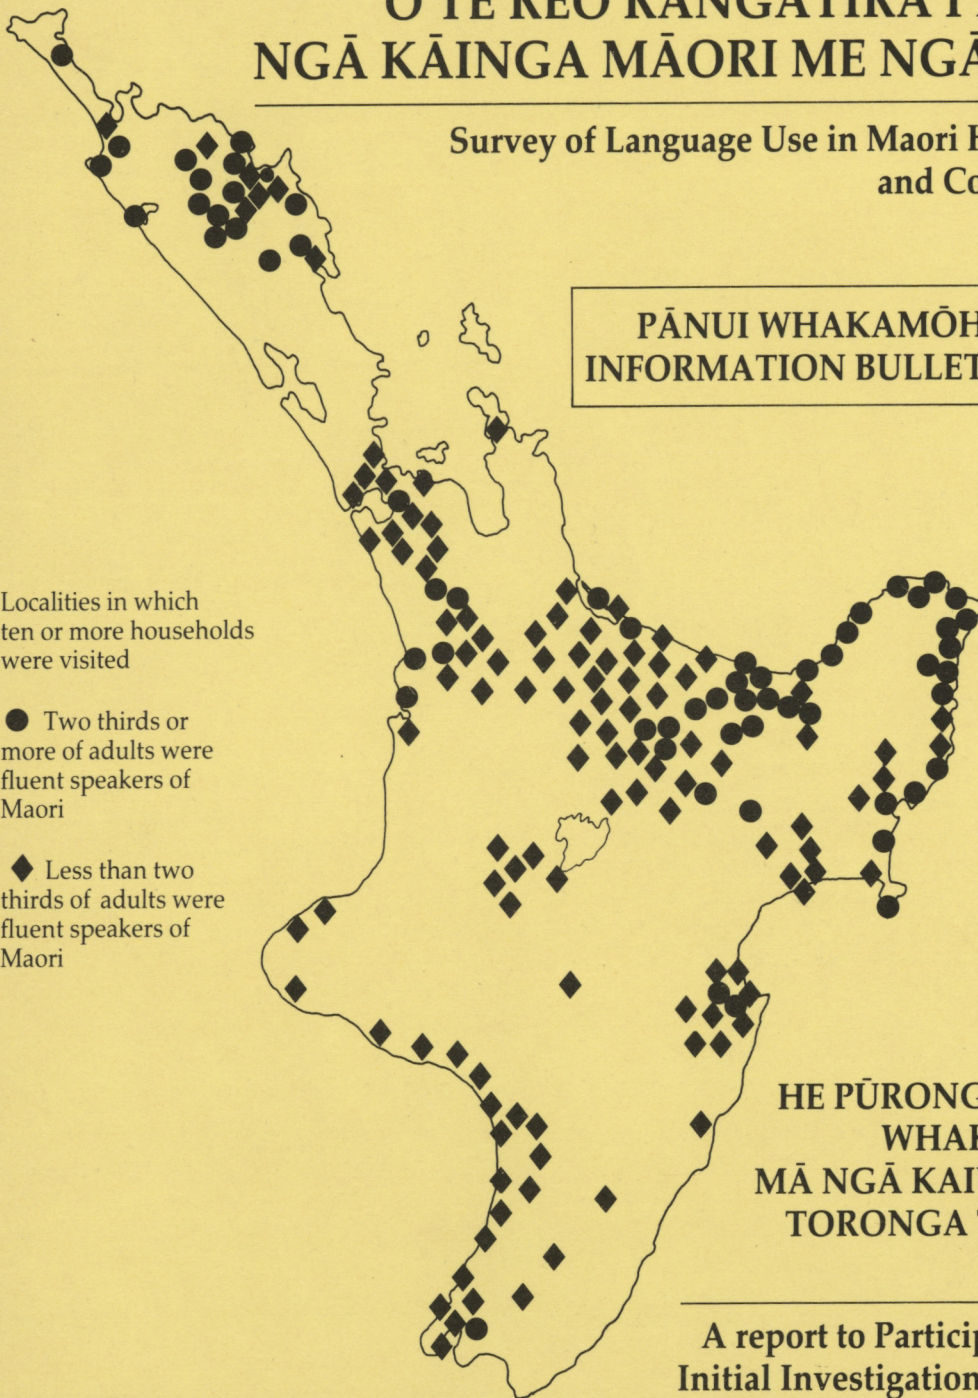 O TE REO RANGATIRA I
NGĀ KĀINGA MĀORI ME NGĀ
Survey of Language Use in Maori
and Co
PĀNUI WHAKAMŌH
INFORMATION BULLET
Localities in which
ten or more households
were visited
Two thirds or
more of adults were
fluent speakers of
Maori
Less than two
thirds of adults were
fluent speakers of
Maori
HE PŪRONG
WHAK
MĀ NGĀ KAI
TORONGA
A report to Particip
Initial Investigation